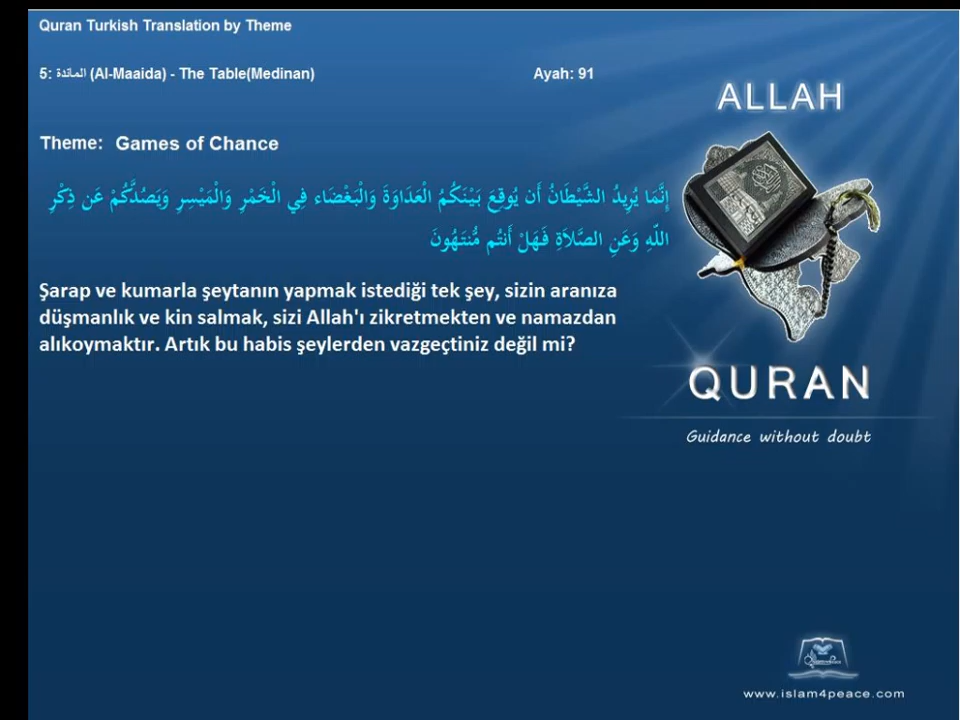 Quran Turkish Translation by Theme
5: المائدة (Al-Maaida) - The Table(Medinan) Ayah: 91
ALLAH
Theme: Games of Chance
إِنَّمَا يُرِيدُ الشَّيْطَانُ أَن يُوقِعَ بَيْنَكُمُ الْعَدَاوَةَ وَالْبَغْضَاء فِي الْخَمْرِ وَالْمَيْسِرِ وَيَصُدَّكُمْ عَن ذِكْرِ
اللّهِ وَعَنِ الصَّلاَةِ فَهَلْ أَنتُم مُّنتَهُونَ
Şarap ve kumarla şeytanın yapmak istediği tek şey, sizin aranıza
düşmanlık ve kin salmak, sizi Allah'ı zikretmekten ve namazdan
alıkoymaktır. Artık bu habis şeylerden vazgeçtiniz değil mi?
QURAN
Guidance without doubt
www.islam4peace.com